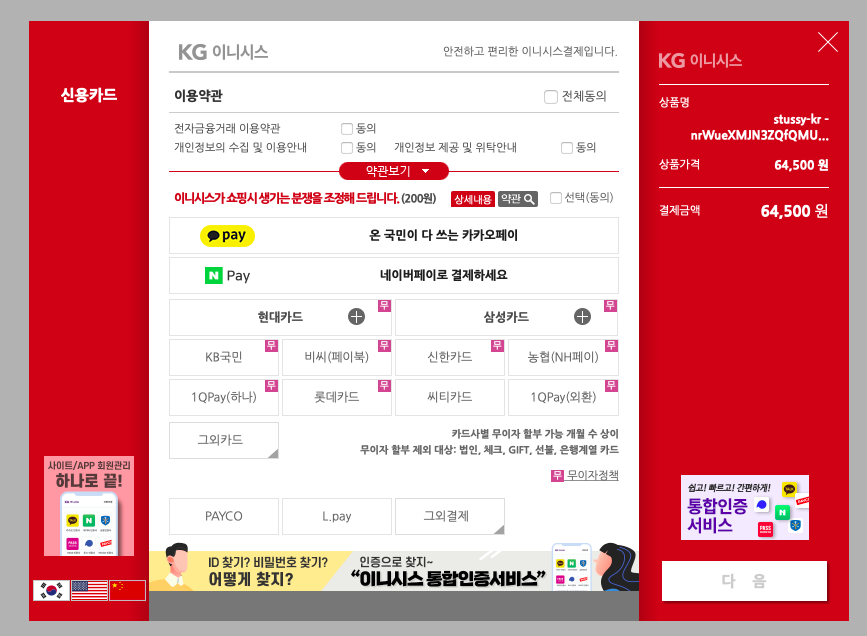 신용카드
사이트/APP 회원관리
하나로 끝!
KG 이니시스
안전하고 편리한 이니시스결제입니다.
이용약관
전체동의
전자금융거래 이용약관 동의
개인정보의 수집 및 이용안내 동의 개인정보 제공 및 위탁안내 동의
약관보기
이니시스가 쇼핑시 생기는 분쟁을 조정해 드립니다. (200원) 상세내용 약관 선택(동의)
pay 온 국민이 다 쓰는 카카오페이
N Pay 네이버페이로 결제하세요
현대카드 무 삼성카드 무
KB국민 무 비씨(페이북) 무 신한카드 무 농협(NH페이) 무
1QPay(하나) 무 롯데카드 무 씨티카드 1QPay(외환) 무
그외카드
카드사별 무이자 할부 가능 개월 수 상이
무이자 할부 제외 대상: 법인, 체크, GIFT, 선불, 은행계열 카드
무 무이자정책
PAYCO L.pay 그외결제
ID 찾기? 비밀번호 찾기?
어떻게 찾지?
인증으로 찾지~
“이니시스 통합인증서비스”
KG 이니시스
상품명
stussy-kr -
nrWueXMJN3ZQfQMU...
상품가격 64,500 원
결제금액 64,500 원
쉽고! 빠르고! 간편하게!
통합인증
서비스
다 음